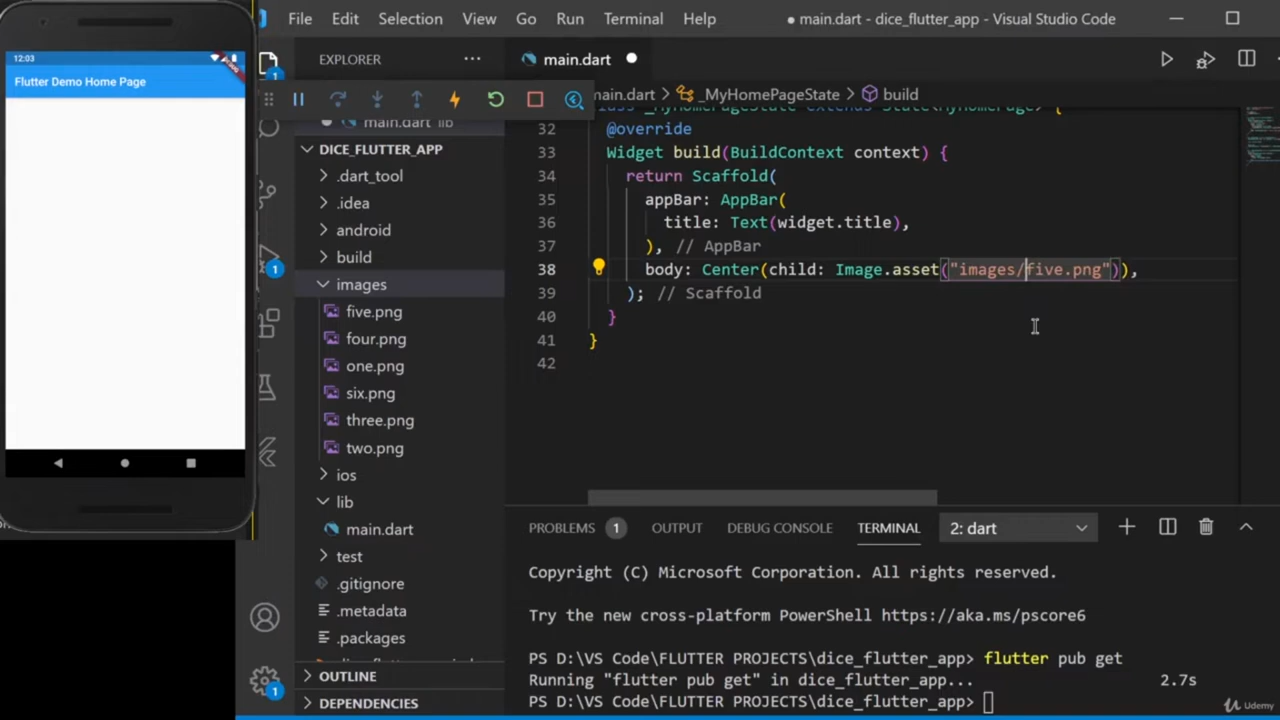 File Edit Selection View Go Run Terminal Help
● main.dart - dice_flutter_app - Visual Studio Code
12:03
Flutter Demo Home Page
EXPLORER
main.dart
main.dart lib
DICE_FLUTTER_APP
.dart_tool
.idea
android
build
images
five.png
four.png
one.png
six.png
three.png
two.png
ios
lib
main.dart
test
.gitignore
.metadata
.packages
OUTLINE
DEPENDENCIES
1
1
1
main.dart > _MyHomePageState > build
class _MyHomePageState extends State<MyHomePage> {
32 @override
33 Widget build(BuildContext context) {
34 return Scaffold(
35 appBar: AppBar(
36 title: Text(widget.title),
37 ), // AppBar
38 body: Center(child: Image.asset("images/five.png")),
39 ); // Scaffold
40 }
41 }
42
PROBLEMS 1 OUTPUT DEBUG CONSOLE TERMINAL 2: dart
Copyright (C) Microsoft Corporation. All rights reserved.
Try the new cross-platform PowerShell https://aka.ms/pscore6
PS D:\VS Code\FLUTTER PROJECTS\dice_flutter_app> flutter pub get
Running "flutter pub get" in dice_flutter_app... 2.7s
PS D:\VS Code\FLUTTER PROJECTS\dice_flutter_app>
Udemy